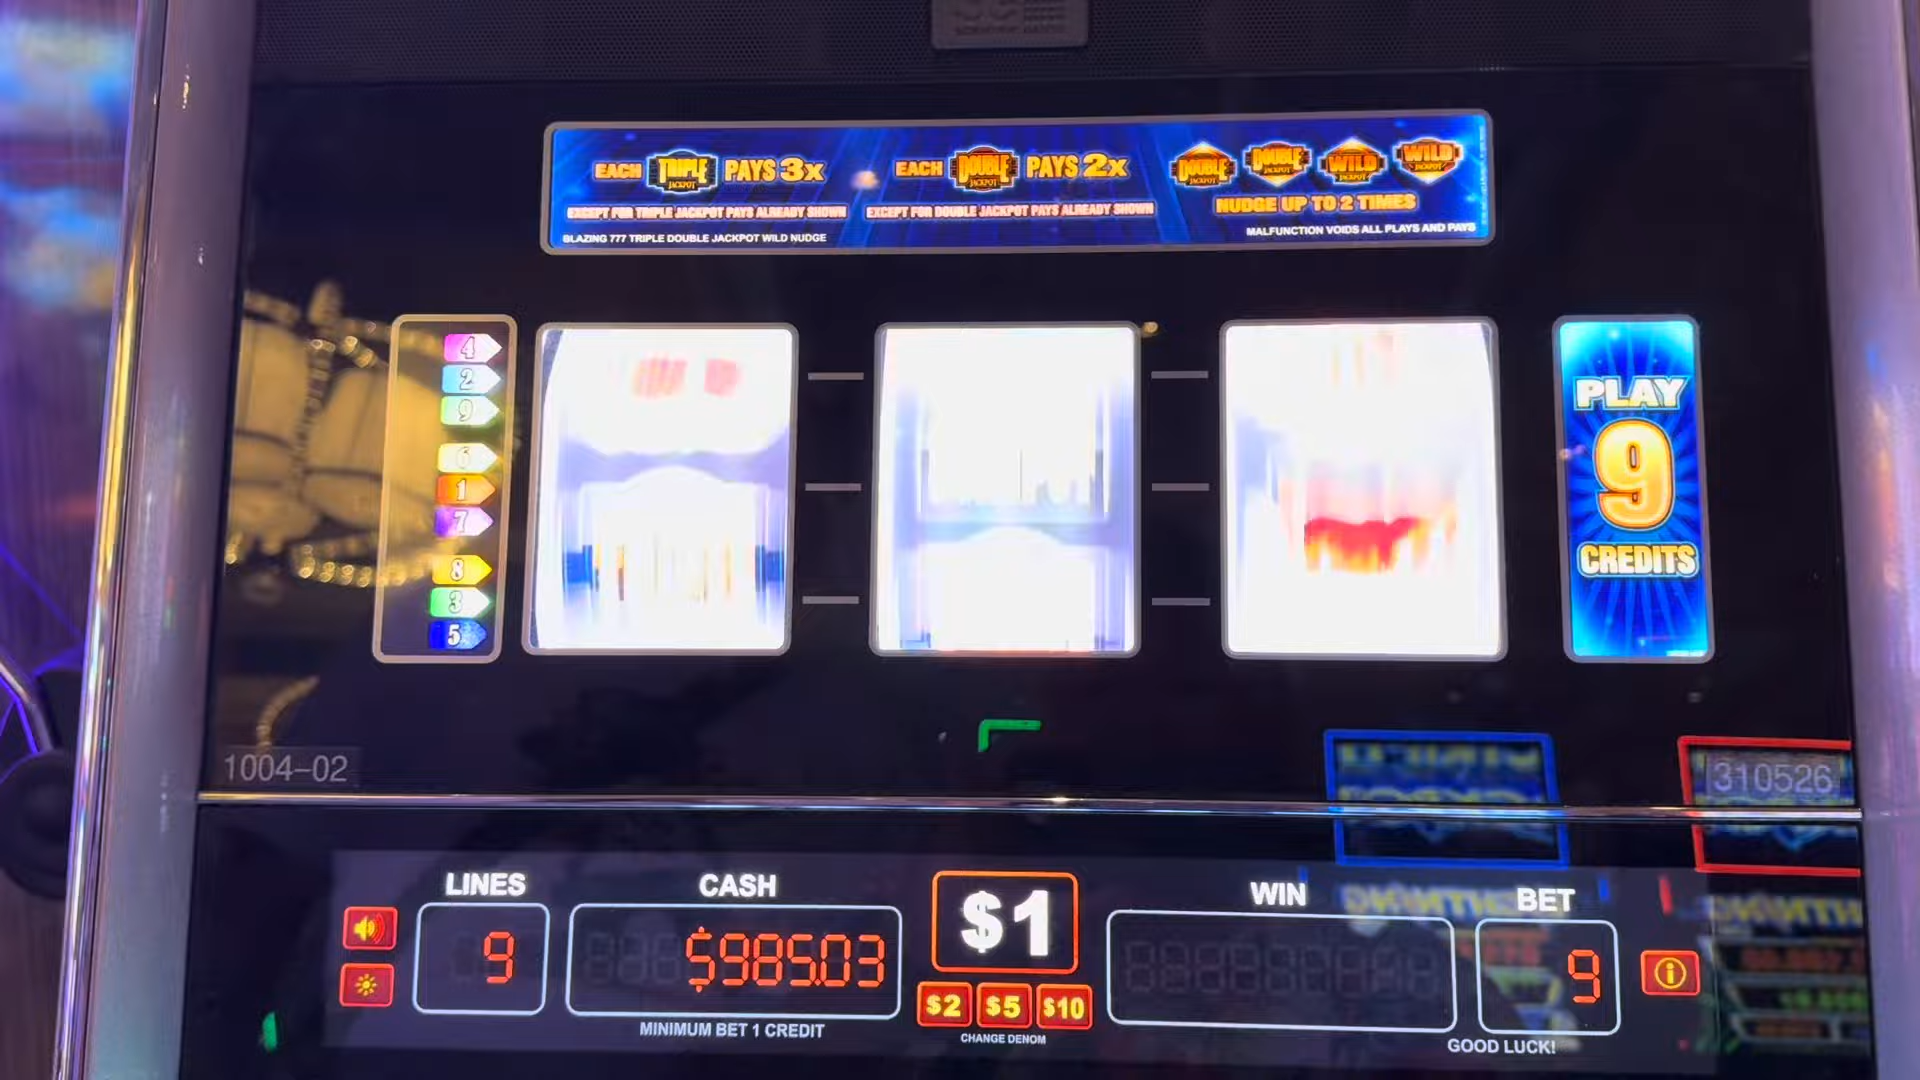 EACH TRIPLE JACKPOT PAYS 3x
EXCEPT FOR TRIPLE JACKPOT PAYS ALREADY SHOWN
BLAZING 777 TRIPLE DOUBLE JACKPOT WILD NUDGE
EACH DOUBLE JACKPOT PAYS 2x
EXCEPT FOR DOUBLE JACKPOT PAYS ALREADY SHOWN
DOUBLE JACKPOT DOUBLE JACKPOT WILD JACKPOT WILD JACKPOT
NUDGE UP TO 2 TIMES
MALFUNCTION VOIDS ALL PLAYS AND PAYS
4
2
9
6
1
7
8
3
5
PLAY
9
CREDITS
1004-02
310526
LINES
9
CASH
$985.03
MINIMUM BET 1 CREDIT
$1
$2 $5 $10
CHANGE DENOM
WIN
BET
9
GOOD LUCK!